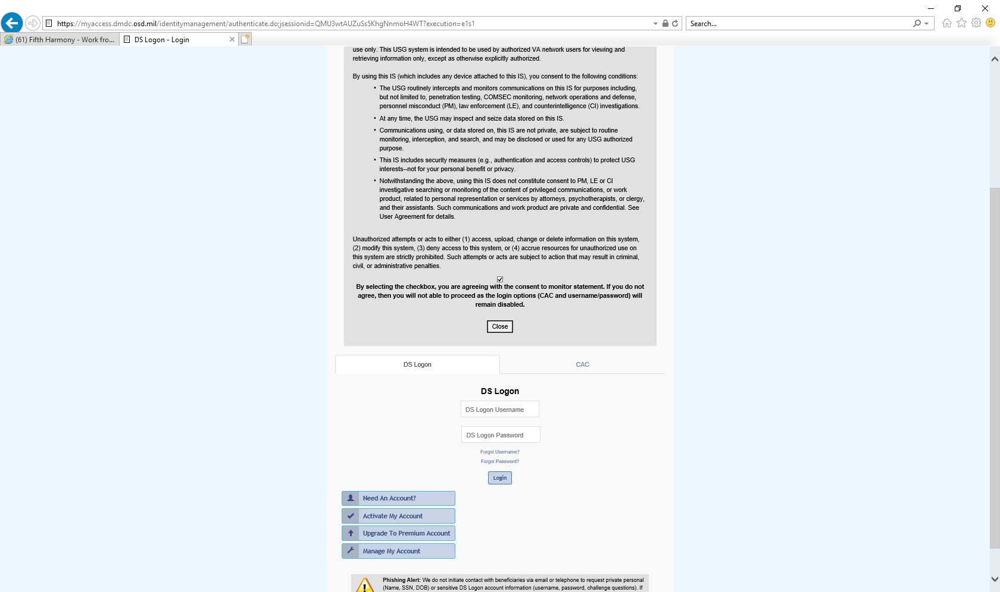 https://myaccess.dmdc.osd.mil/identitymanagement/authenticate.do;jsessionid=QMU3wtAUZuSs5KhgNnmoH4WT?execution=e1s1
Search...
(61) Fifth Harmony - Work fro...
DS Logon - Login
use only. This USG system is intended to be used by authorized VA network users for viewing and
retrieving information only, except as otherwise explicitly authorized.
By using this IS (which includes any device attached to this IS), you consent to the following conditions:
• The USG routinely intercepts and monitors communications on this IS for purposes including,
but not limited to, penetration testing, COMSEC monitoring, network operations and defense,
personnel misconduct (PM), law enforcement (LE), and counterintelligence (CI) investigations.
• At any time, the USG may inspect and seize data stored on this IS.
• Communications using, or data stored on, this IS are not private, are subject to routine
monitoring, interception, and search, and may be disclosed or used for any USG authorized
purpose.
• This IS includes security measures (e.g., authentication and access controls) to protect USG
interests--not for your personal benefit or privacy.
• Notwithstanding the above, using this IS does not constitute consent to PM, LE or CI
investigative searching or monitoring of the content of privileged communications, or work
product, related to personal representation or services by attorneys, psychotherapists, or clergy,
and their assistants. Such communications and work product are private and confidential. See
User Agreement for details.
Unauthorized attempts or acts to either (1) access, upload, change or delete information on this system,
(2) modify this system, (3) deny access to this system, or (4) accrue resources for unauthorized use on
this system are strictly prohibited. Such attempts or acts are subject to action that may result in criminal,
civil, or administrative penalties.
By selecting the checkbox, you are agreeing with the consent to monitor statement. If you do not
agree, then you will not able to proceed as the login options (CAC and username/password) will
remain disabled.
Close
DS Logon
CAC
DS Logon
DS Logon Username
DS Logon Password
Forgot Username?
Forgot Password?
Login
Need An Account?
Activate My Account
Upgrade To Premium Account
Manage My Account
Phishing Alert: We do not initiate contact with beneficiaries via email or telephone to request private personal
(Name, SSN, DOB) or sensitive DS Logon account information (username, password, challenge questions). If